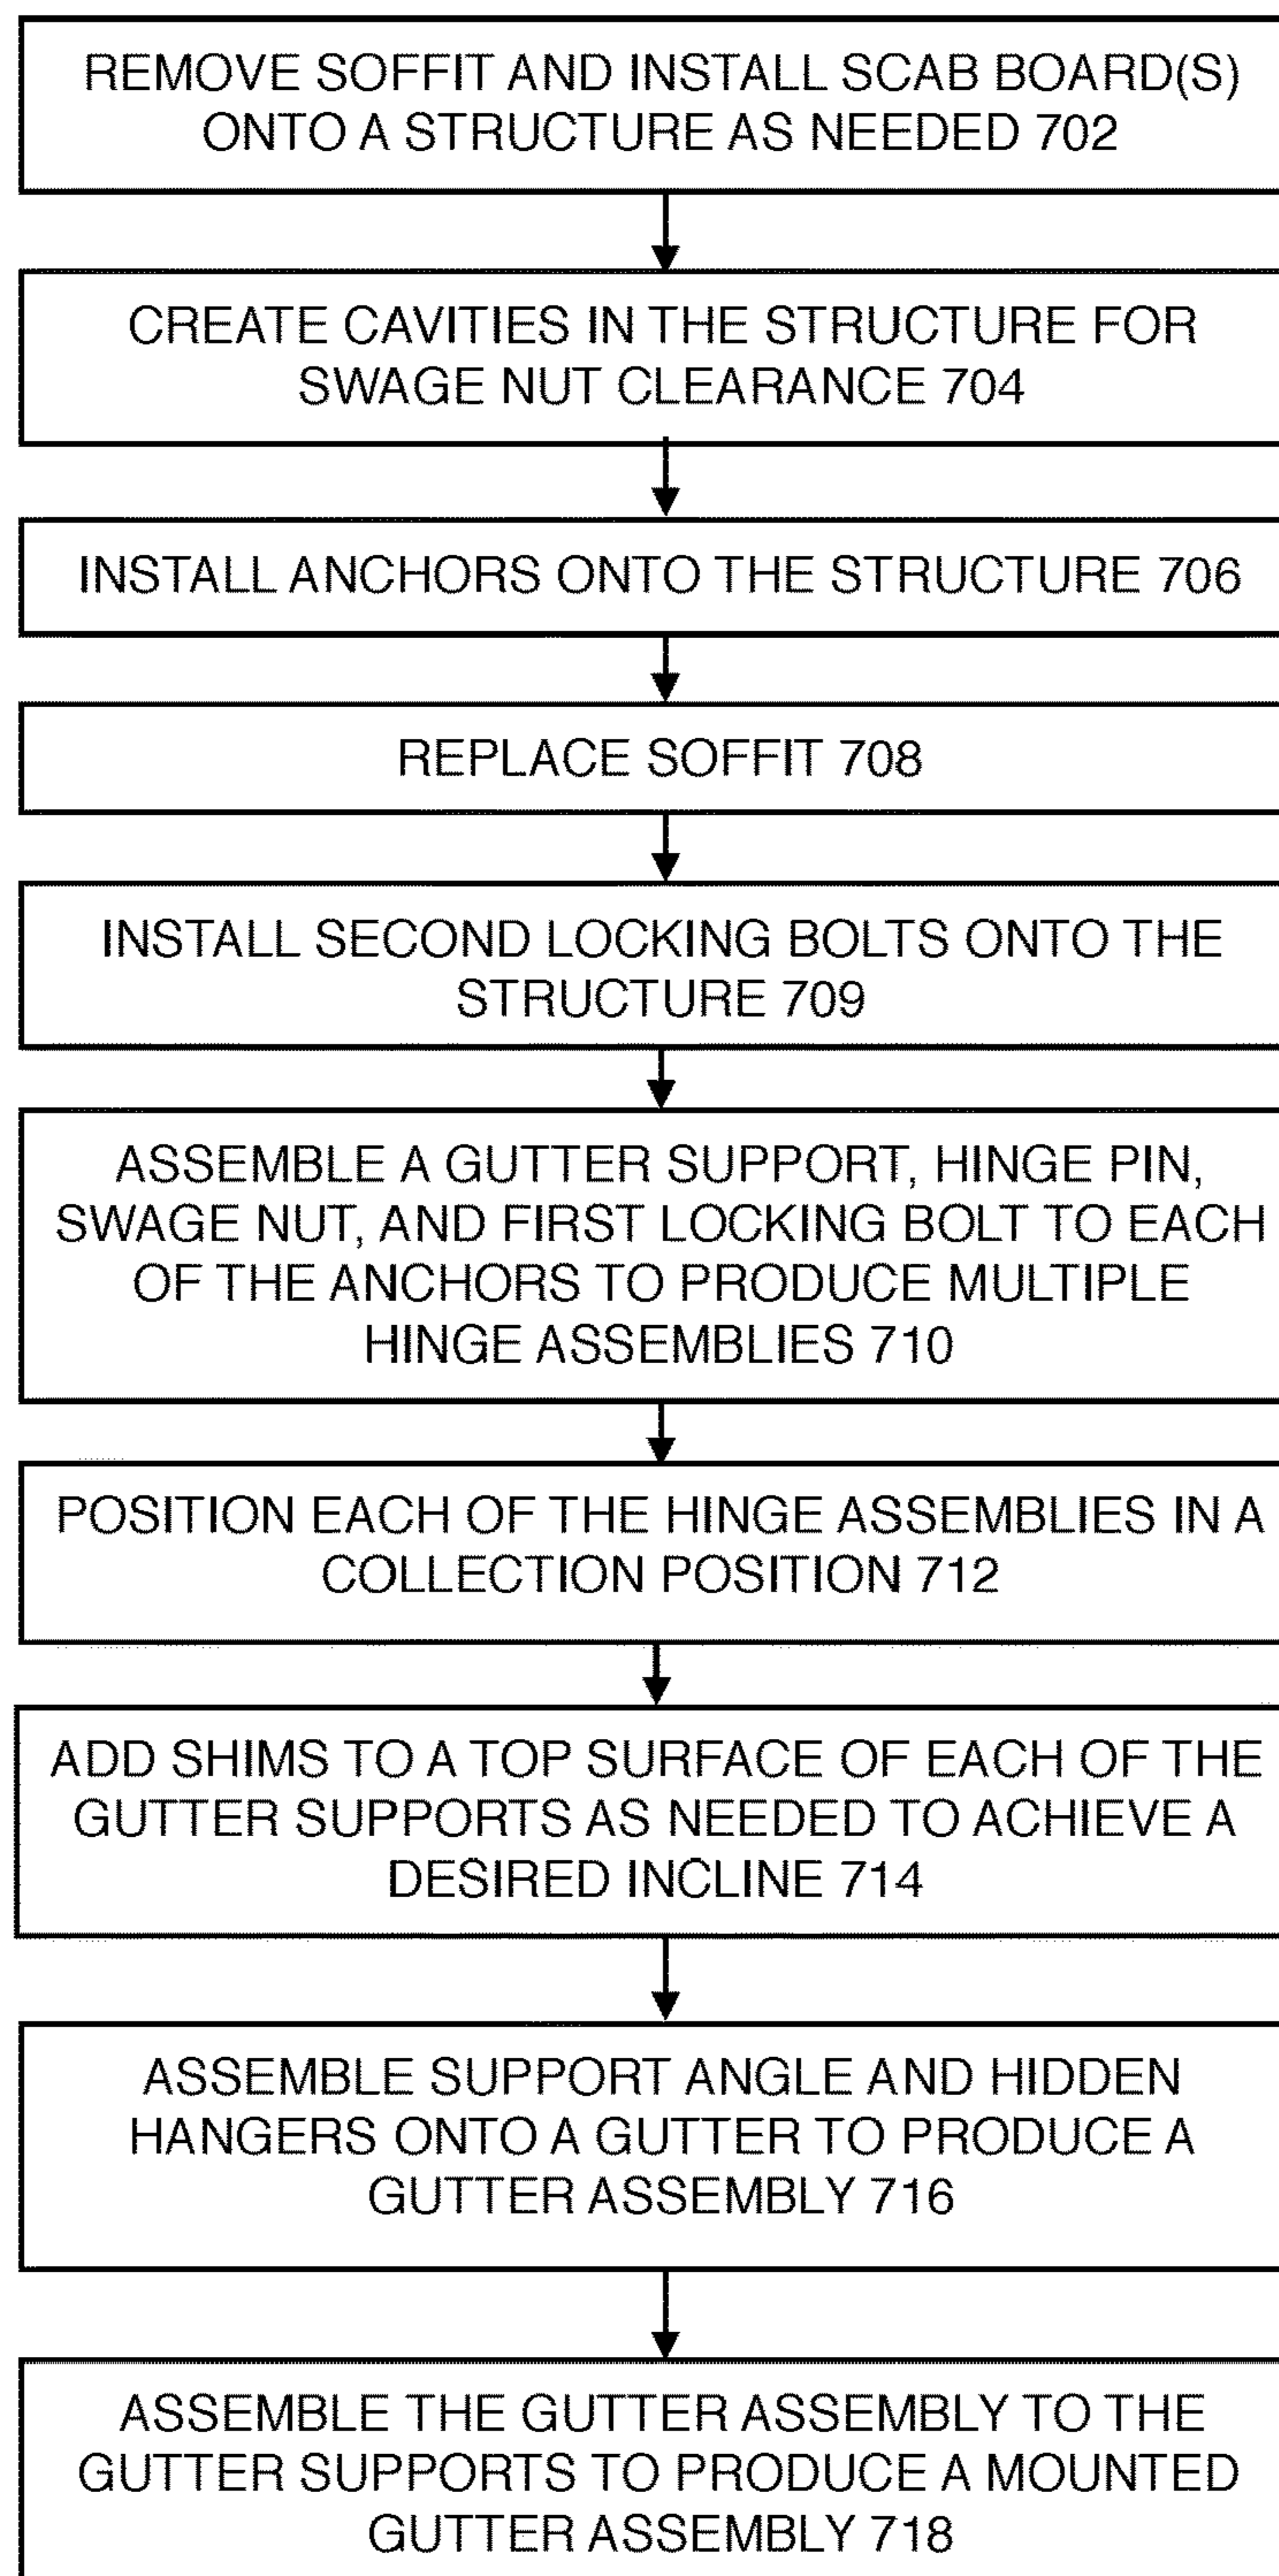 REMOVE SOFFIT AND INSTALL SCAB BOARD(S)
ONTO A STRUCTURE AS NEEDED 702
CREATE CAVITIES IN THE STRUCTURE FOR
SWAGE NUT CLEARANCE 704
INSTALL ANCHORS ONTO THE STRUCTURE 706
REPLACE SOFFIT 708
INSTALL SECOND LOCKING BOLTS ONTO THE
STRUCTURE 709
ASSEMBLE A GUTTER SUPPORT, HINGE PIN,
SWAGE NUT, AND FIRST LOCKING BOLT TO EACH
OF THE ANCHORS TO PRODUCE MULTIPLE
HINGE ASSEMBLIES 710
POSITION EACH OF THE HINGE ASSEMBLIES IN A
COLLECTION POSITION 712
ADD SHIMS TO A TOP SURFACE OF EACH OF THE
GUTTER SUPPORTS AS NEEDED TO ACHIEVE A
DESIRED INCLINE 714
ASSEMBLE SUPPORT ANGLE AND HIDDEN
HANGERS ONTO A GUTTER TO PRODUCE A
GUTTER ASSEMBLY 716
ASSEMBLE THE GUTTER ASSEMBLY TO THE
GUTTER SUPPORTS TO PRODUCE A MOUNTED
GUTTER ASSEMBLY 718